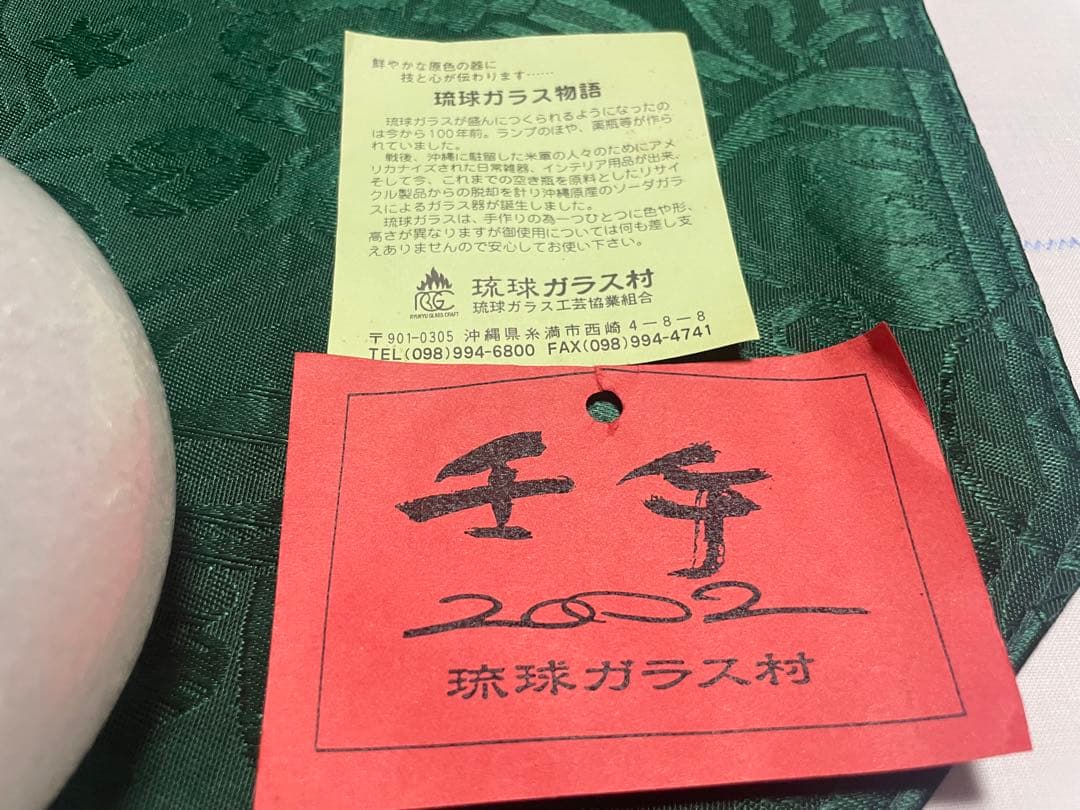 鮮やかな原色の器に
技と心が伝わります……
琉球ガラス物語
琉球ガラスが盛んにつくられるようになったの
は今から100年前。ランプのほや、薬瓶等が作ら
れていました。
戦後、沖縄に駐留した米軍の人々のためにアメ
リカナイズされた日常雑器、インテリア用品が出来、
そして今、これまでの空き瓶を原料としたリサイ
クル製品からの脱却を計り沖縄原産のソーダガラ
スによるガラス器が誕生しました。
琉球ガラスは、手作りの為一つひとつに色や形、
高さが異なりますが御使用については何も差し支
えありませんので安心してお使い下さい。
RGC
RYUKYU GLASS CRAFT
琉球ガラス村
琉球ガラス工芸協業組合
〒901-0305 沖縄県糸満市西崎4-8-8
TEL(098)994-6800 FAX(098)994-4741
壬午
2002
琉球ガラス村